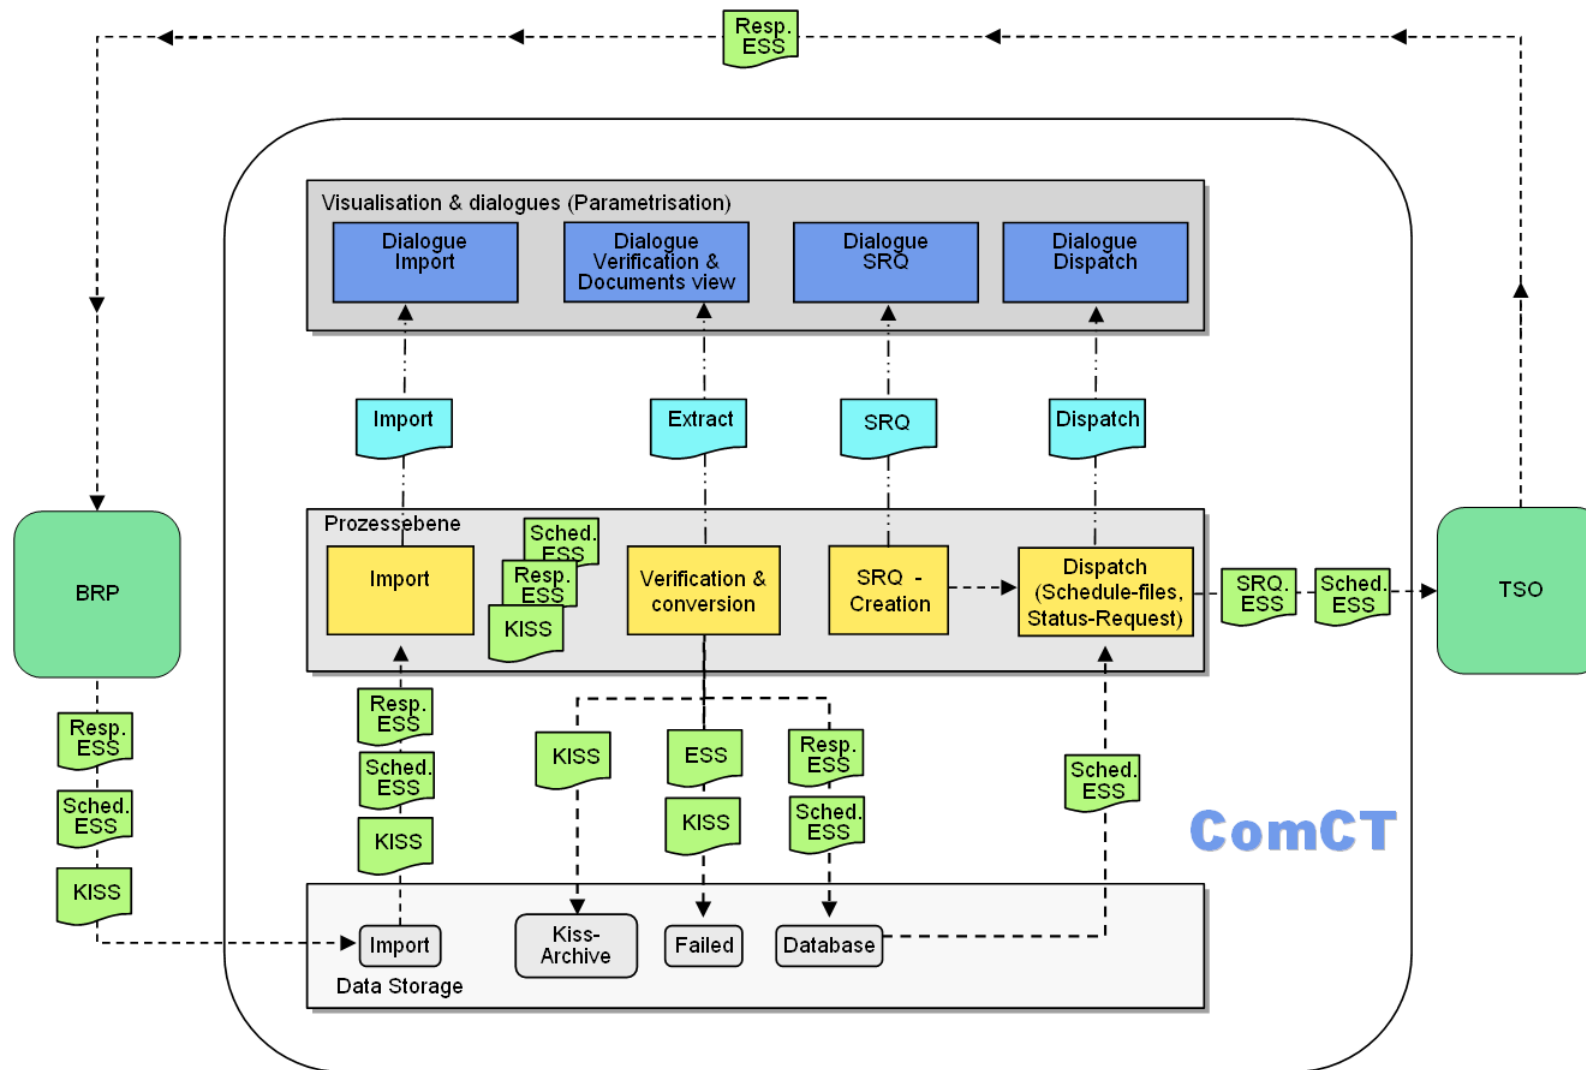 Resp.
ESS
Visualisation & dialogues (Parametrisation)
Dialogue
Import
Dialogue
Verification &
Documents view
Dialogue
SRQ
Dialogue
Dispatch
Import
Extract
SRQ
Dispatch
Prozessebene
Import
Sched.
ESS
Resp.
ESS
KISS
Verification &
conversion
SRQ -
Creation
Dispatch
(Schedule-files,
Status-Request)
SRQ.
ESS
Sched.
ESS
BRP
TSO
Resp.
ESS
Sched.
ESS
KISS
Resp.
ESS
Sched.
ESS
KISS
KISS
ESS
KISS
Resp.
ESS
Sched.
ESS
Sched.
ESS
ComCT
Import
Kiss-
Archive
Failed
Database
Data Storage